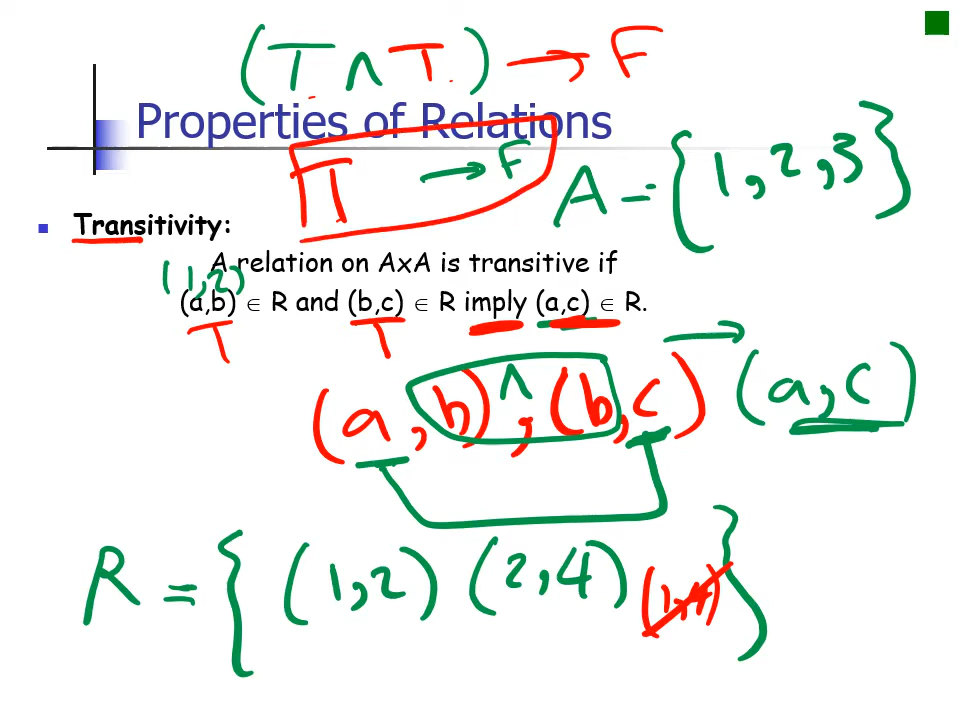 (T ∧ T.) → F
Properties of Relations
T → F
A = {1, 2, 3}
Transitivity:
A relation on AxA is transitive if
(1,2)
(a,b) ∈ R and (b,c) ∈ R imply (a,c) ∈ R.
T T
(a, b) ∧ , (b, c) → (a, c)
R = { (1,2) (2,4) (1,4) }